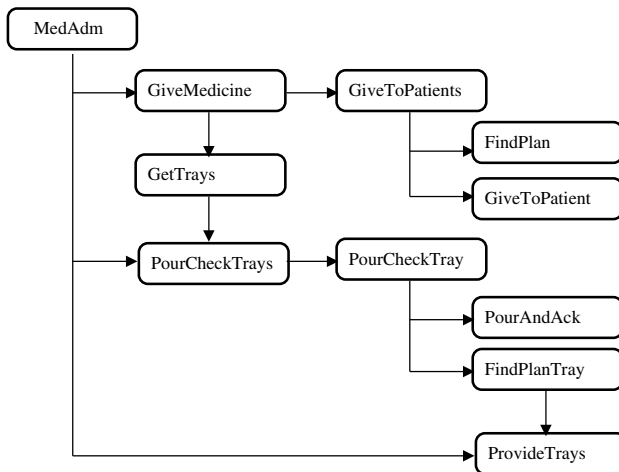 MedAdm
GiveMedicine
GiveToPatients
FindPlan
GetTrays
GiveToPatient
PourCheckTrays
PourCheckTray
PourAndAck
FindPlanTray
ProvideTrays